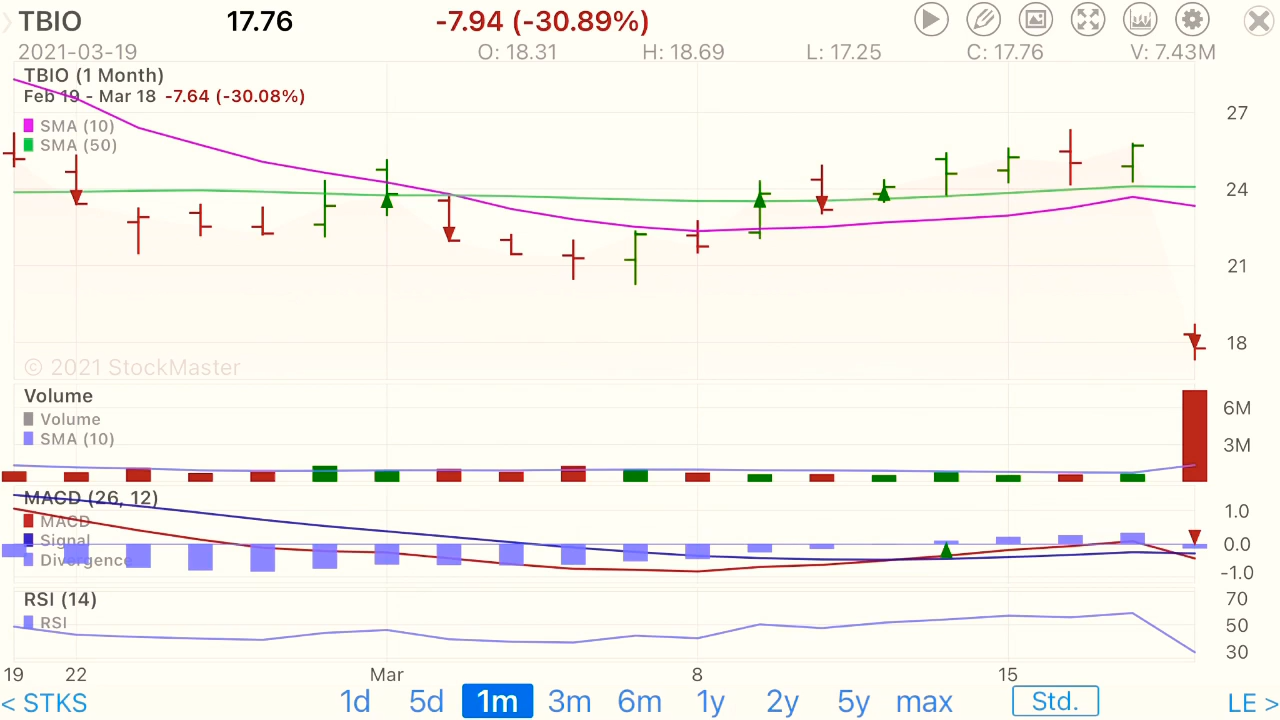 TBIO 17.76 -7.94 (-30.89%)
2021-03-19 O: 18.31 H: 18.69 L: 17.25 C: 17.76 V: 7.43M
TBIO (1 Month)
Feb 19 - Mar 18 -7.64 (-30.08%)
SMA (10)
SMA (50)
27
24
21
18
© 2021 StockMaster
Volume
Volume
SMA (10)
6M
3M
MACD (26, 12)
MACD
Signal
Divergence
1.0
0.0
-1.0
RSI (14)
RSI
70
50
30
19 22 Mar 8 15
< STKS 1d 5d 1m 3m 6m 1y 2y 5y max Std. LE >